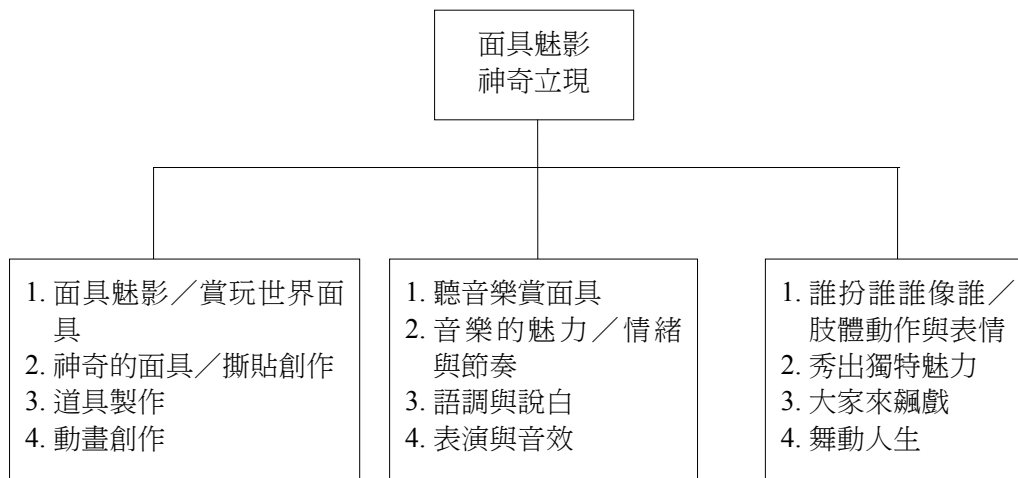 面具魅影
神奇立現
1. 面具魅影／賞玩世界面
具
2. 神奇的面具／撕貼創作
3. 道具製作
4. 動畫創作
1. 聽音樂賞面具
2. 音樂的魅力／情緒
與節奏
3. 語調與說白
4. 表演與音效
1. 誰扮誰誰像誰／
肢體動作與表情
2. 秀出獨特魅力
3. 大家來飆戲
4. 舞動人生